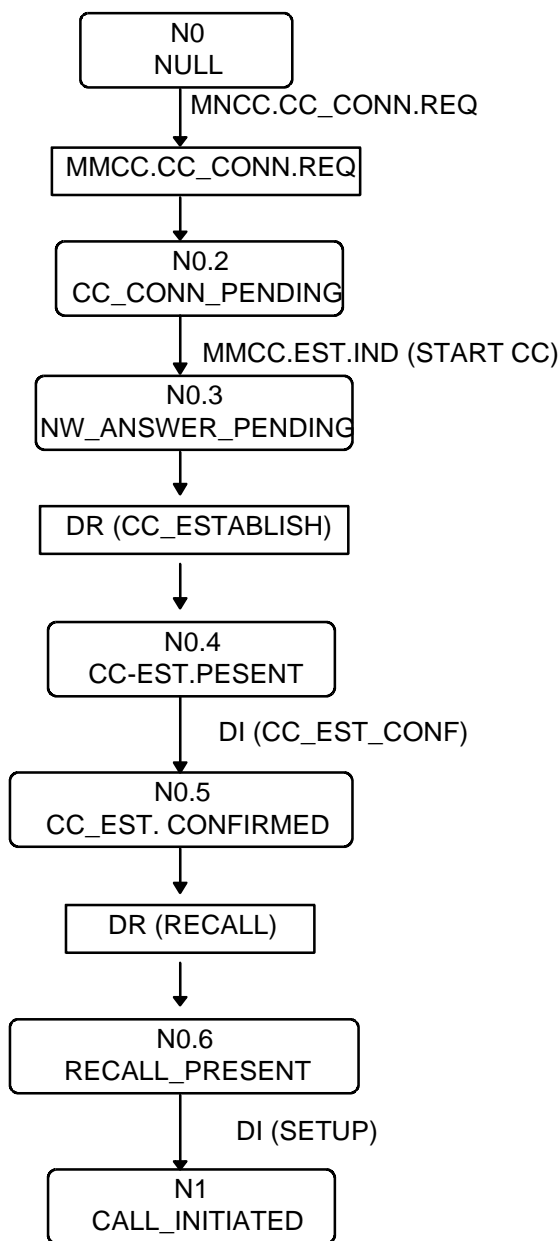 N0
NULL
MNCC.CC_CONN.REQ
MMCC.CC_CONN.REQ
N0.2
CC_CONN_PENDING
MMCC.EST.IND (START CC)
N0.3
NW_ANSWER_PENDING
DR (CC_ESTABLISH)
N0.4
CC-EST.PESENT
DI (CC_EST_CONF)
N0.5
CC_EST. CONFIRMED
DR (RECALL)
N0.6
RECALL_PRESENT
DI (SETUP)
N1
CALL_INITIATED